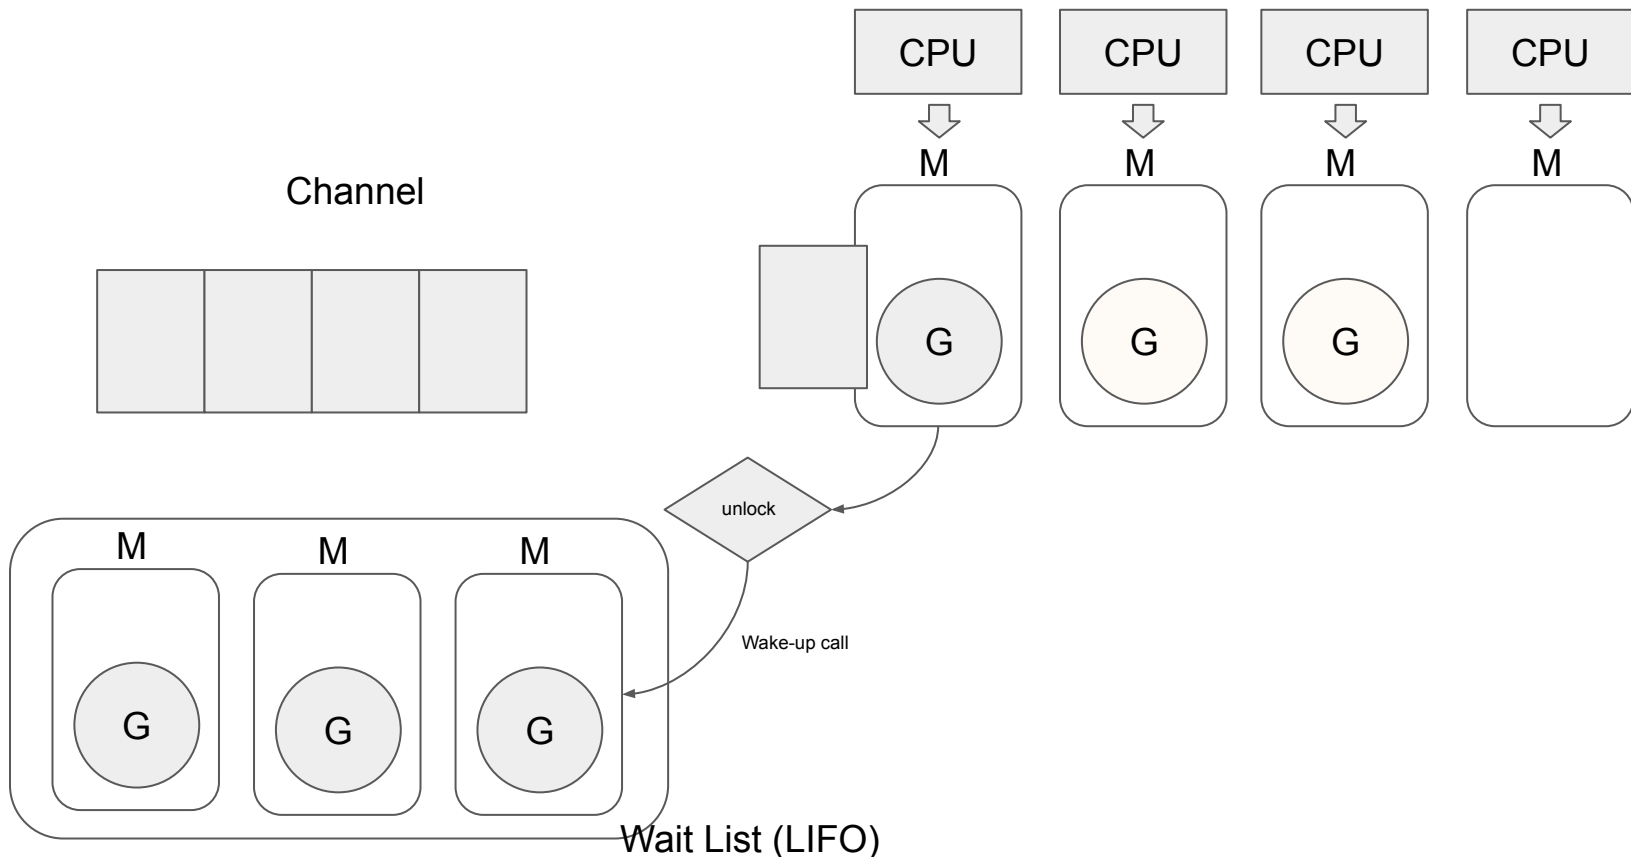 CPU CPU CPU CPU
M M M M
Channel
G G G
unlock
M M M
Wake-up call
G G G
Wait List (LIFO)